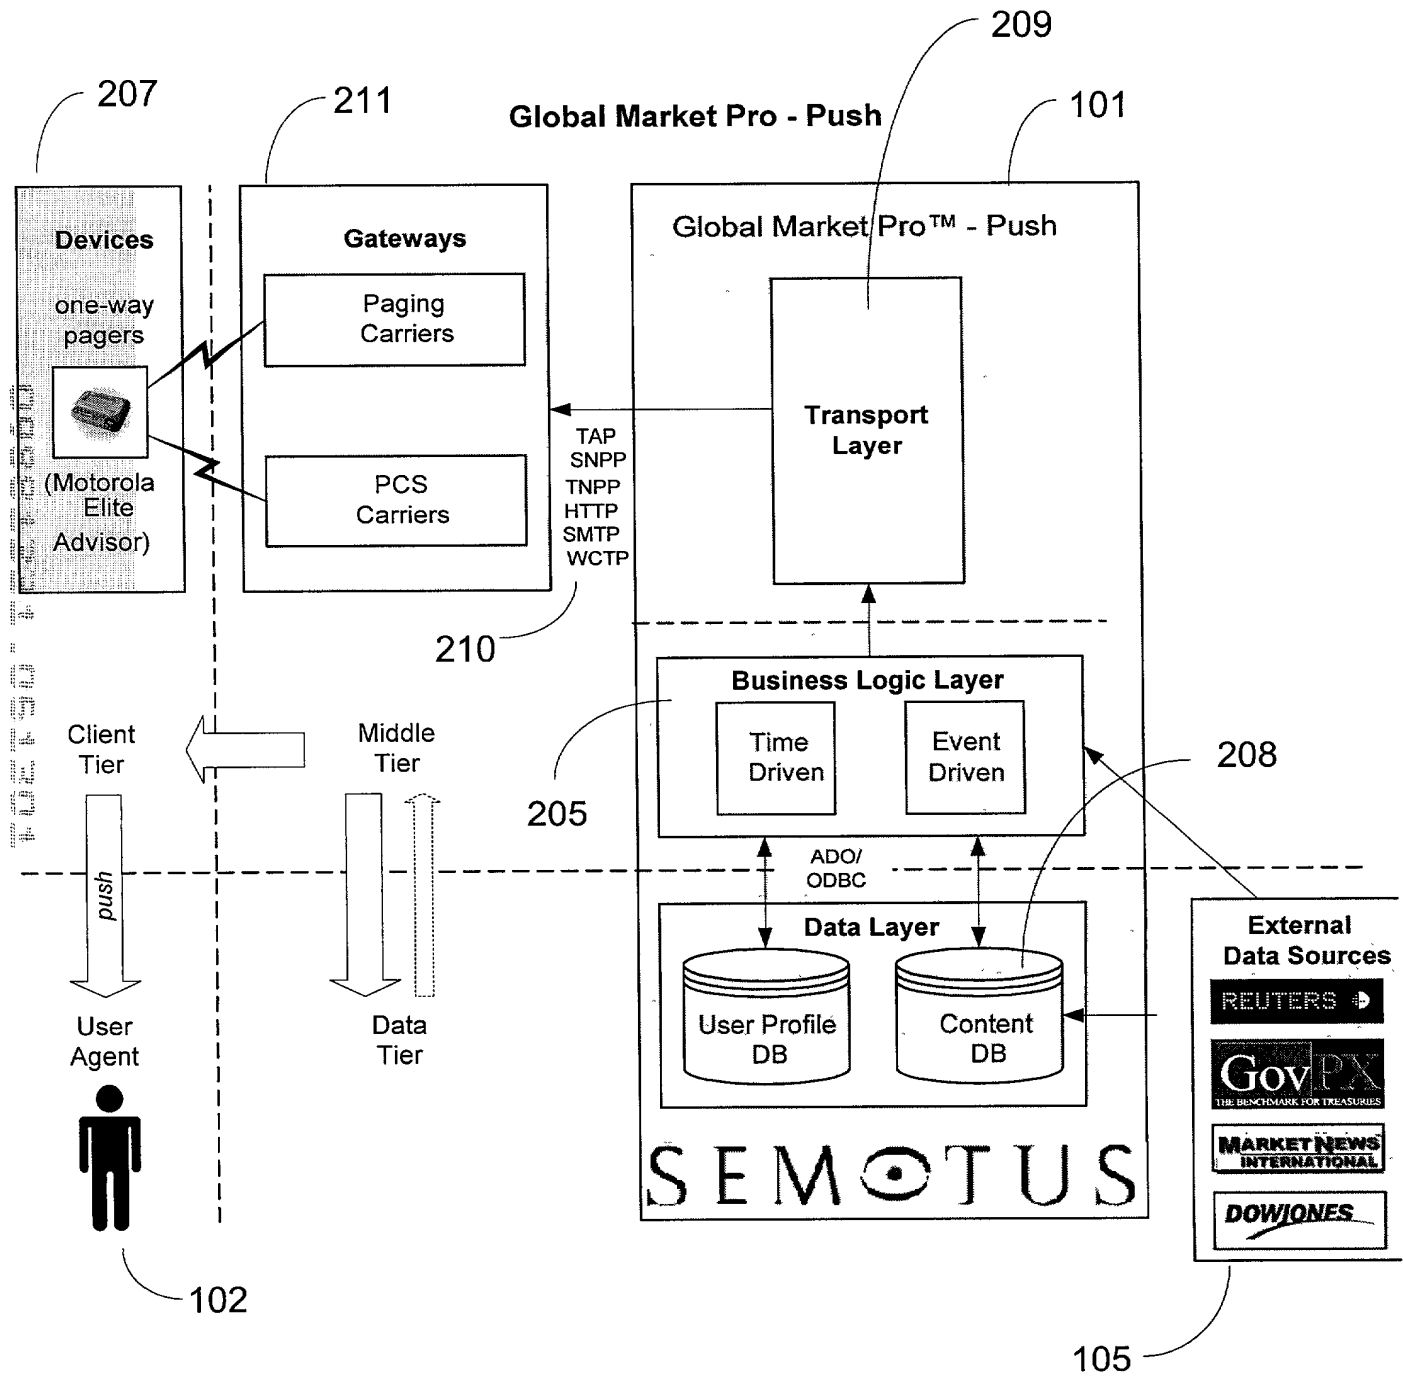 209
207
211
101
Global Market Pro - Push
Devices
one-way
pagers
(Motorola
Elite
Advisor)
Gateways
Paging
Carriers
PCS
Carriers
TAP
SNPP
TNPP
HTTP
SMTP
WCTP
210
Global Market Pro™ - Push
Transport
Layer
Business Logic Layer
Time
Driven
Event
Driven
205
208
ADO/
ODBC
Data Layer
User Profile
DB
Content
DB
SEMOTUS
Client
Tier
Middle
Tier
push
User
Agent
Data
Tier
102
External
Data Sources
REUTERS
GovPX
THE BENCHMARK FOR TREASURIES
MARKET NEWS
INTERNATIONAL
DOWJONES
105